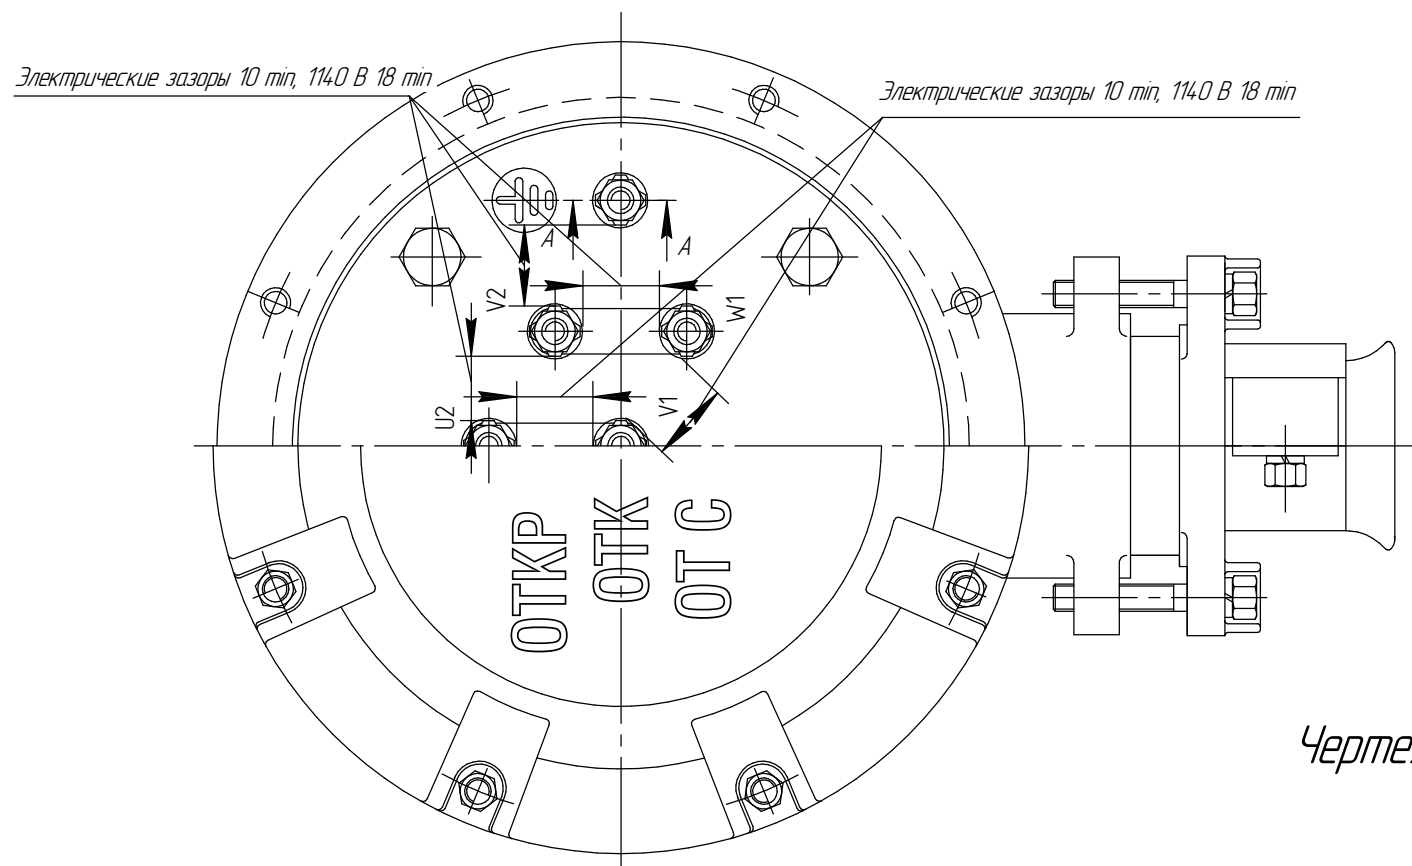 Электрические зазоры 10 min, 1140 В 18 min
Электрические зазоры 10 min, 1140 В 18 min
А
А
V2
W1
U2
V1
ОТКР
ОТК
ОТ С